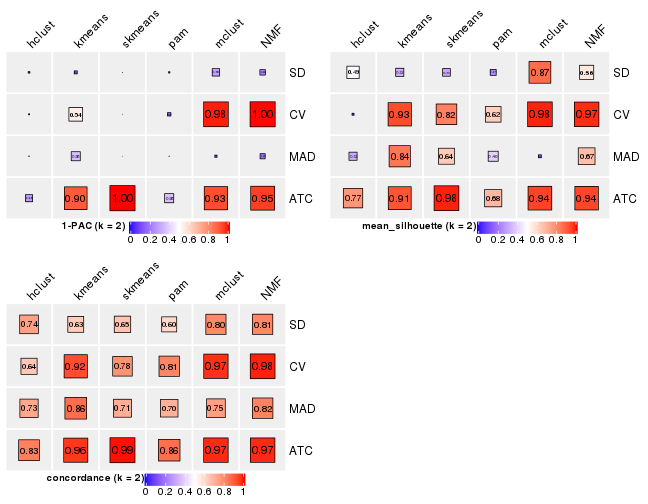 hclust kmeans skmeans pam mclust NMF
SD
0.54 0.98 1.00 CV
MAD
0.90 1.00 0.93 0.95 ATC
1-PAC (k = 2)
0 0.2 0.4 0.6 0.8 1
hclust kmeans skmeans pam mclust NMF
0.49 0.87 0.58 SD
0.93 0.82 0.62 0.98 0.97 CV
0.84 0.64 0.67 MAD
0.77 0.91 0.98 0.68 0.94 0.94 ATC
mean_silhouette (k = 2)
0 0.2 0.4 0.6 0.8 1
hclust kmeans skmeans pam mclust NMF
0.74 0.63 0.65 0.60 0.80 0.81 SD
0.64 0.92 0.78 0.81 0.97 0.98 CV
0.73 0.86 0.71 0.70 0.75 0.82 MAD
0.83 0.96 0.99 0.86 0.97 0.97 ATC
concordance (k = 2)
0 0.2 0.4 0.6 0.8 1